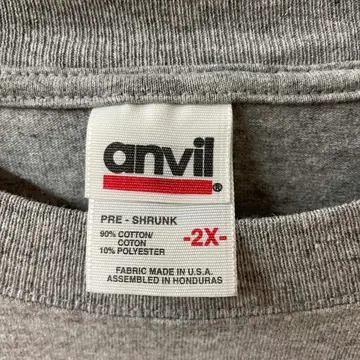 anvil®
PRE - SHRUNK
90% COTTON/
COTON
10% POLYESTER
-2X-
FABRIC MADE IN U.S.A.
ASSEMBLED IN HONDURAS